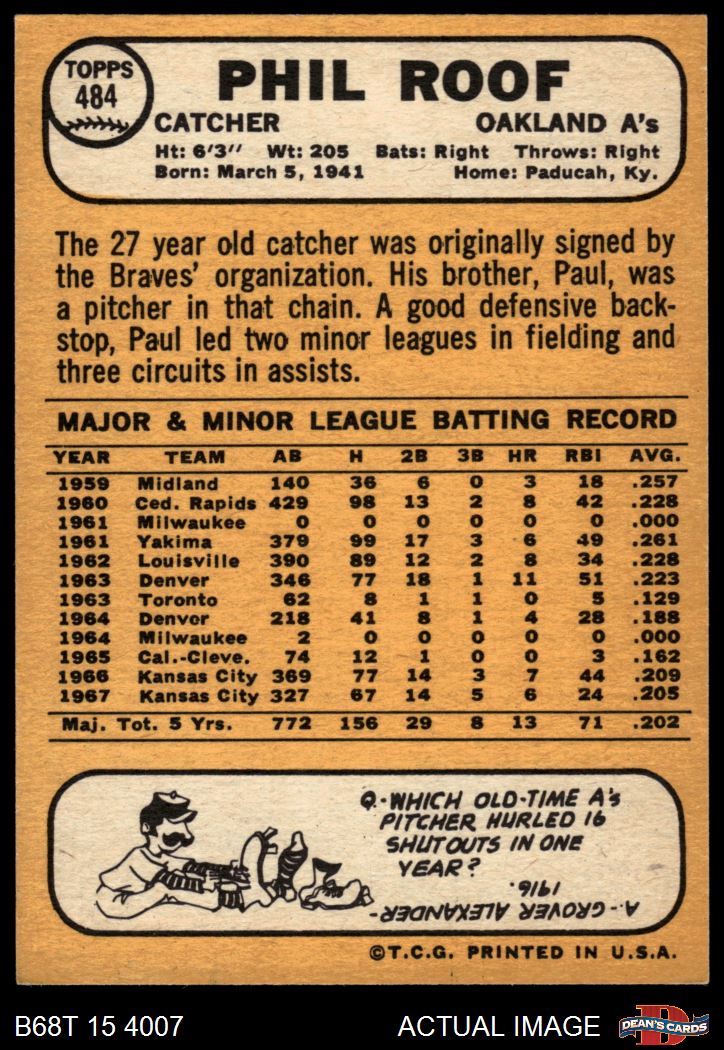 TOPPS
484
PHIL ROOF
CATCHER OAKLAND A's
Ht: 6'3" Wt: 205 Bats: Right Throws: Right
Born: March 5, 1941 Home: Paducah, Ky.
The 27 year old catcher was originally signed by
the Braves' organization. His brother, Paul, was
a pitcher in that chain. A good defensive back-
stop, Paul led two minor leagues in fielding and
three circuits in assists.
MAJOR & MINOR LEAGUE BATTING RECORD
YEAR TEAM AB H 2B 3B HR RBI AVG.
1959 Midland 140 36 6 0 3 18 .257
1960 Ced. Rapids 429 98 13 2 8 42 .228
1961 Milwaukee 0 0 0 0 0 0 .000
1961 Yakima 379 99 17 3 6 49 .261
1962 Louisville 390 89 12 2 8 34 .228
1963 Denver 346 77 18 1 11 51 .223
1963 Toronto 62 8 1 1 0 5 .129
1964 Denver 218 41 8 1 4 28 .188
1964 Milwaukee 2 0 0 0 0 0 .000
1965 Cal.-Cleve. 74 12 1 0 0 3 .162
1966 Kansas City 369 77 14 3 7 44 .209
1967 Kansas City 327 67 14 5 6 24 .205
Maj. Tot. 5 Yrs. 772 156 29 8 13 71 .202
Q.-WHICH OLD-TIME A's
PITCHER HURLED 16
SHUTOUTS IN ONE
YEAR?
A.-GROVER ALEXANDER-
1916.
©T.C.G. PRINTED IN U.S.A.
B68T 15 4007 ACTUAL IMAGE
D
DEAN'S CARDS